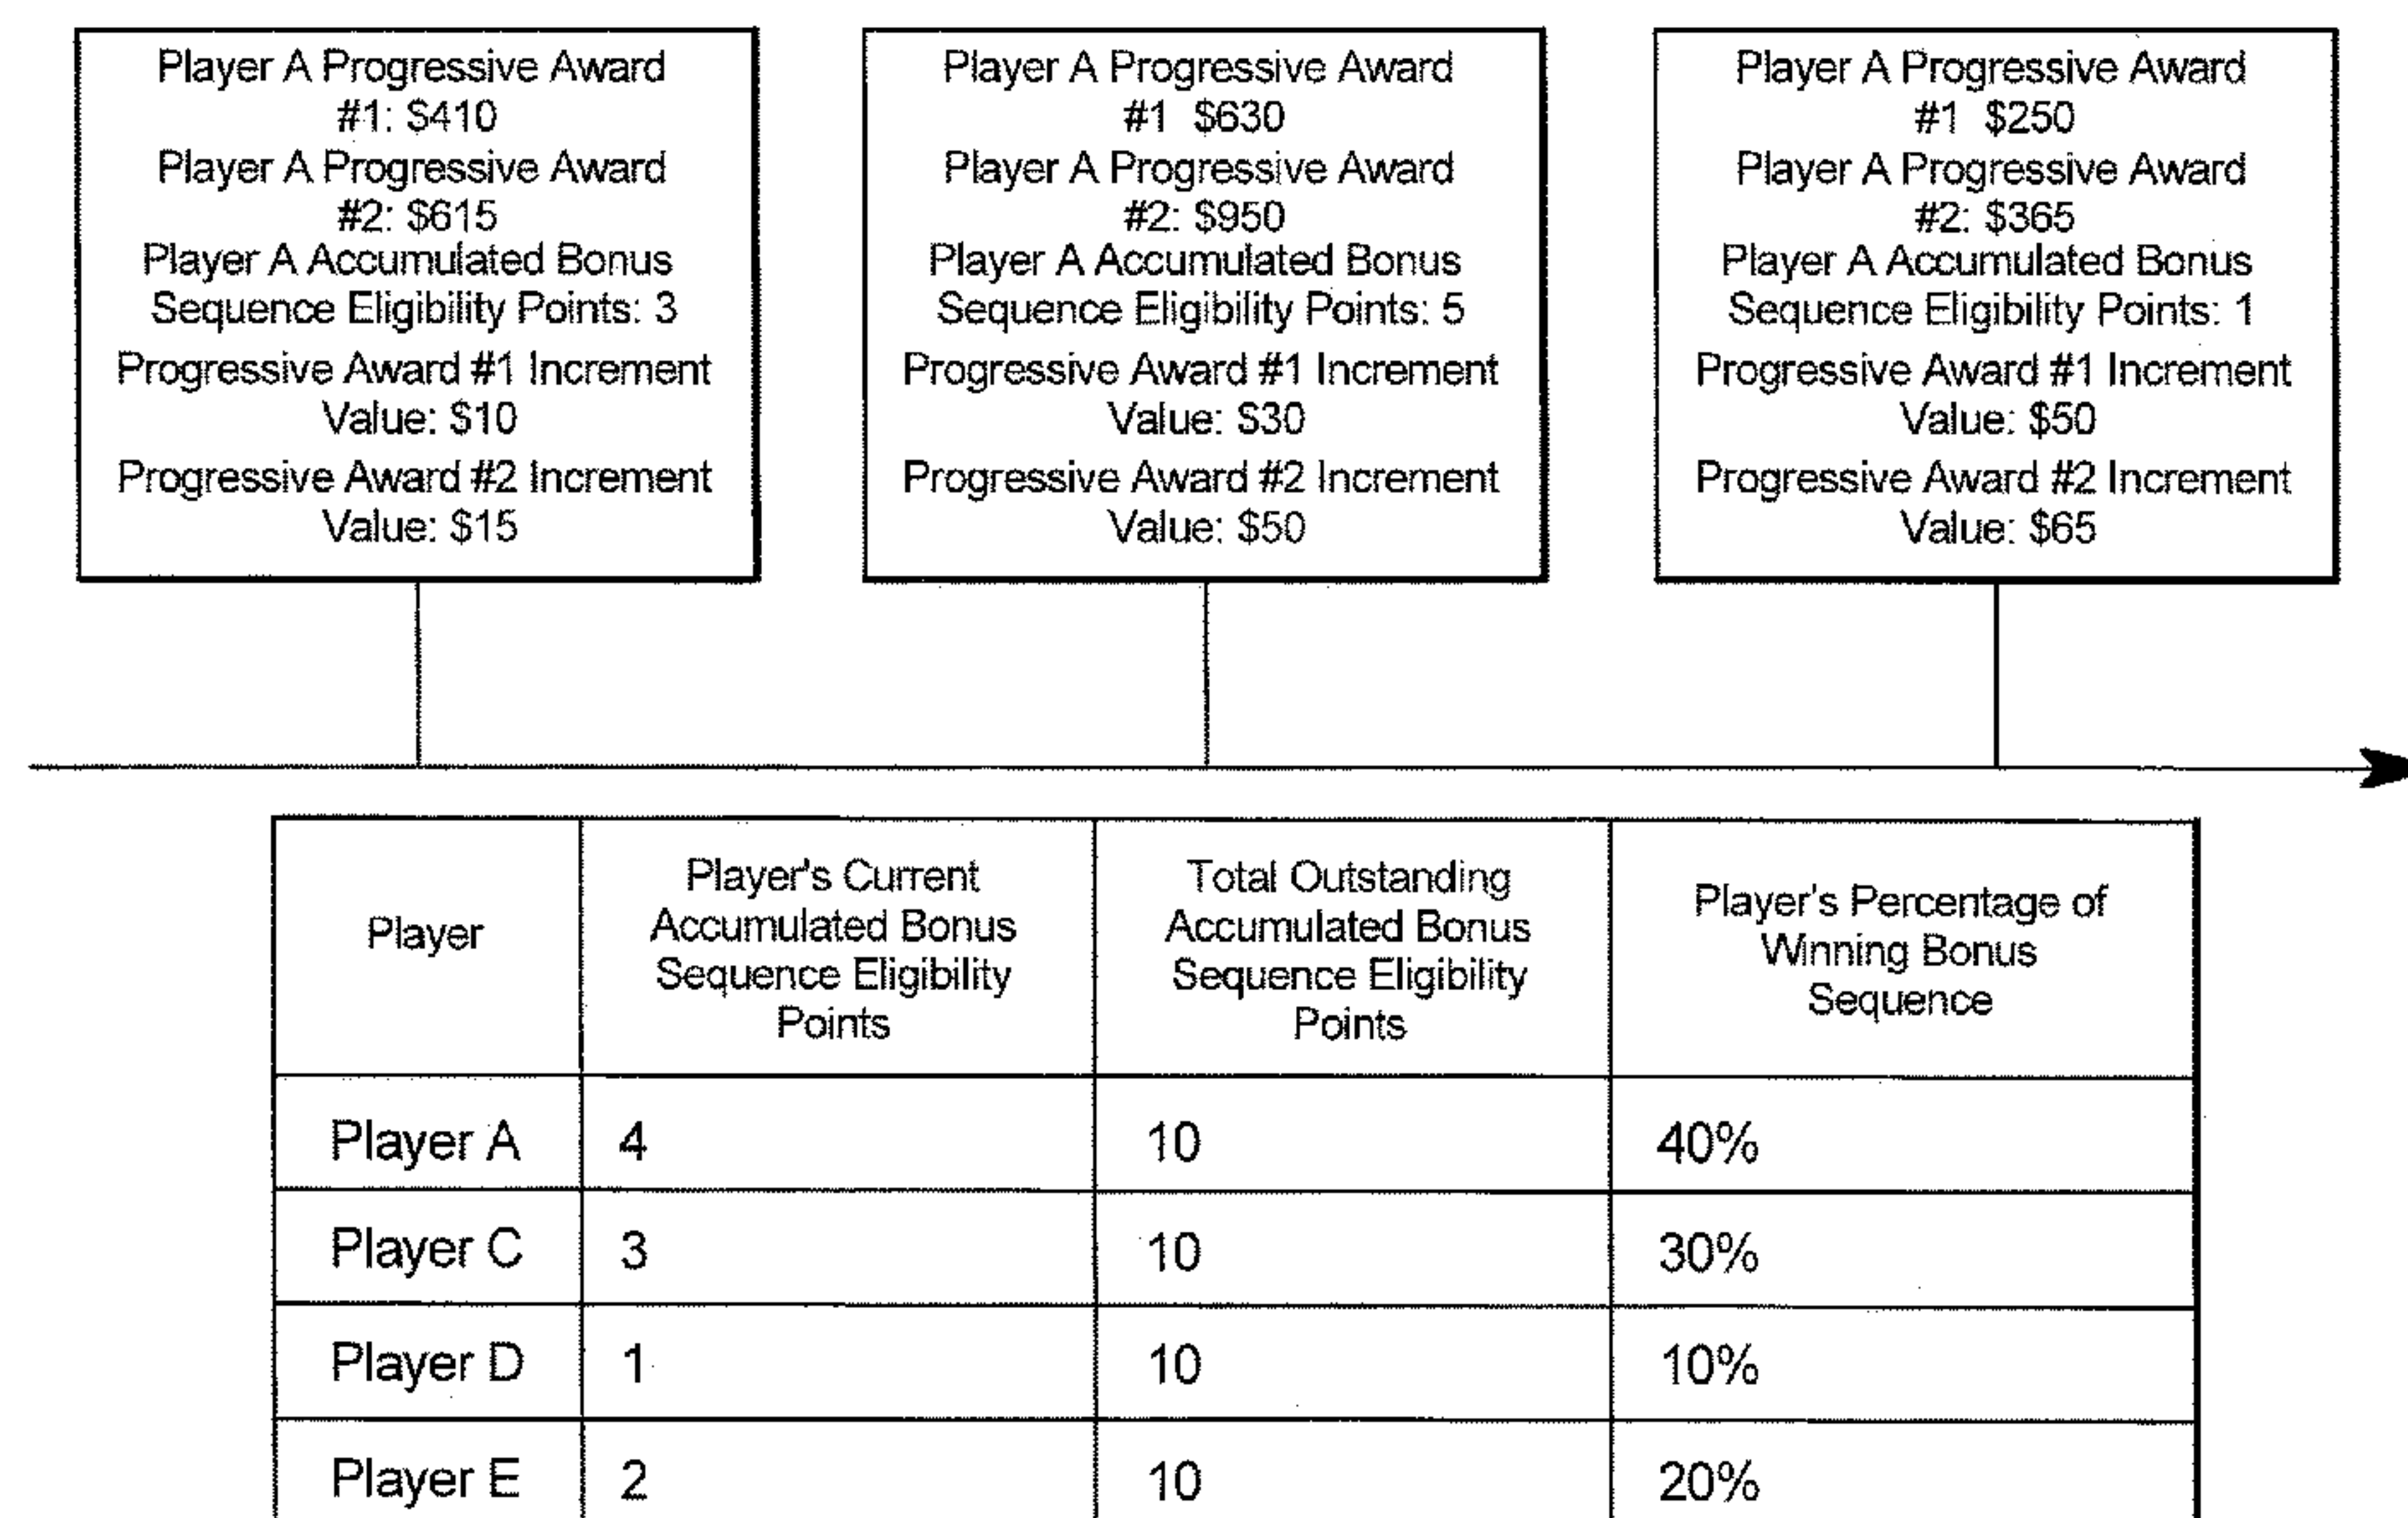 Player A Progressive Award
#1: $410
Player A Progressive Award
#2: $615
Player A Accumulated Bonus
Sequence Eligibility Points: 3
Progressive Award #1 Increment
Value: $10
Progressive Award #2 Increment
Value: $15
Player A Progressive Award
#1 $630
Player A Progressive Award
#2: $950
Player A Accumulated Bonus
Sequence Eligibility Points: 5
Progressive Award #1 Increment
Value: $30
Progressive Award #2 Increment
Value: $50
Player A Progressive Award
#1 $250
Player A Progressive Award
#2: $365
Player A Accumulated Bonus
Sequence Eligibility Points: 1
Progressive Award #1 Increment
Value: $50
Progressive Award #2 Increment
Value: $65
Player
Player's Current
Accumulated Bonus
Sequence Eligibility
Points
Total Outstanding
Accumulated Bonus
Sequence Eligibility
Points
Player's Percentage of
Winning Bonus
Sequence
Player A 4 10 40%
Player C 3 10 30%
Player D 1 10 10%
Player E 2 10 20%